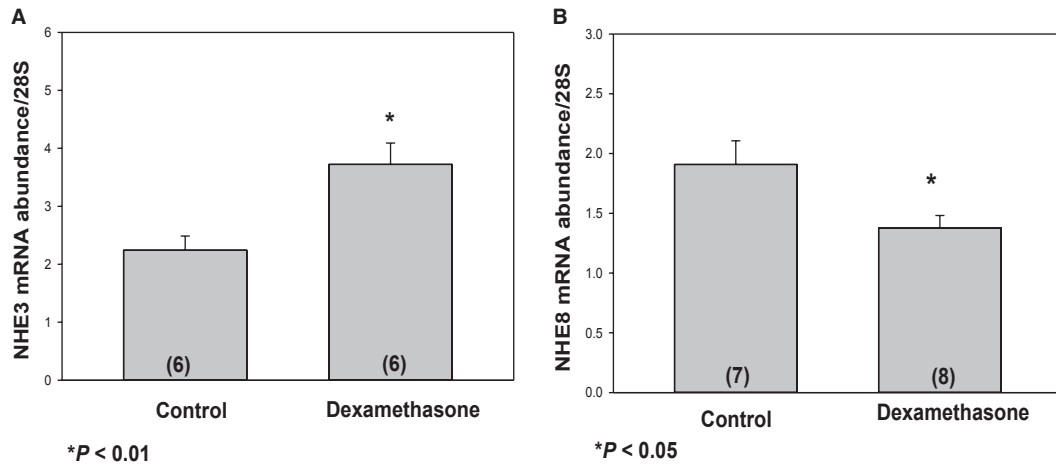 A
NHE3 mRNA abundance/28S
6
5
4
3
2
1
0
*
(6)
(6)
Control
Dexamethasone
*P < 0.01
B
NHE8 mRNA abundance/28S
3.0
2.5
2.0
1.5
1.0
0.5
0.0
*
(7)
(8)
Control
Dexamethasone
*P < 0.05